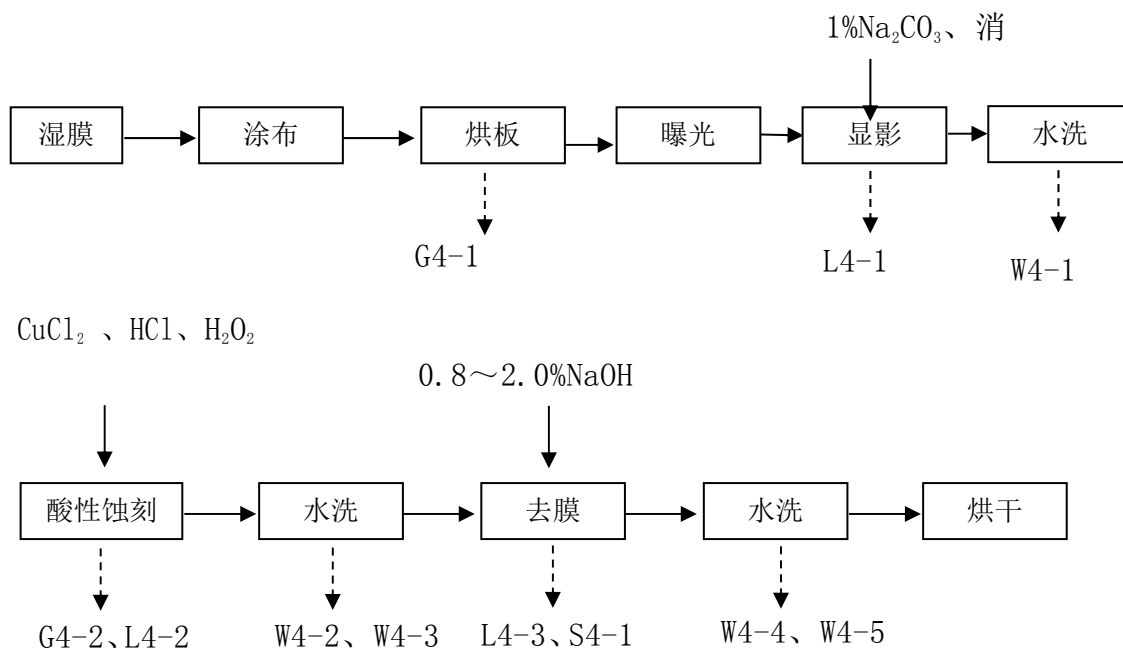 1%Na₂CO₃、消
湿膜
涂布
烘板
曝光
显影
水洗
G4-1
L4-1
W4-1
CuCl₂ 、HCl、H₂O₂
0.8～2.0%NaOH
酸性蚀刻
水洗
去膜
水洗
烘干
G4-2、L4-2
W4-2、W4-3
L4-3、S4-1
W4-4、W4-5